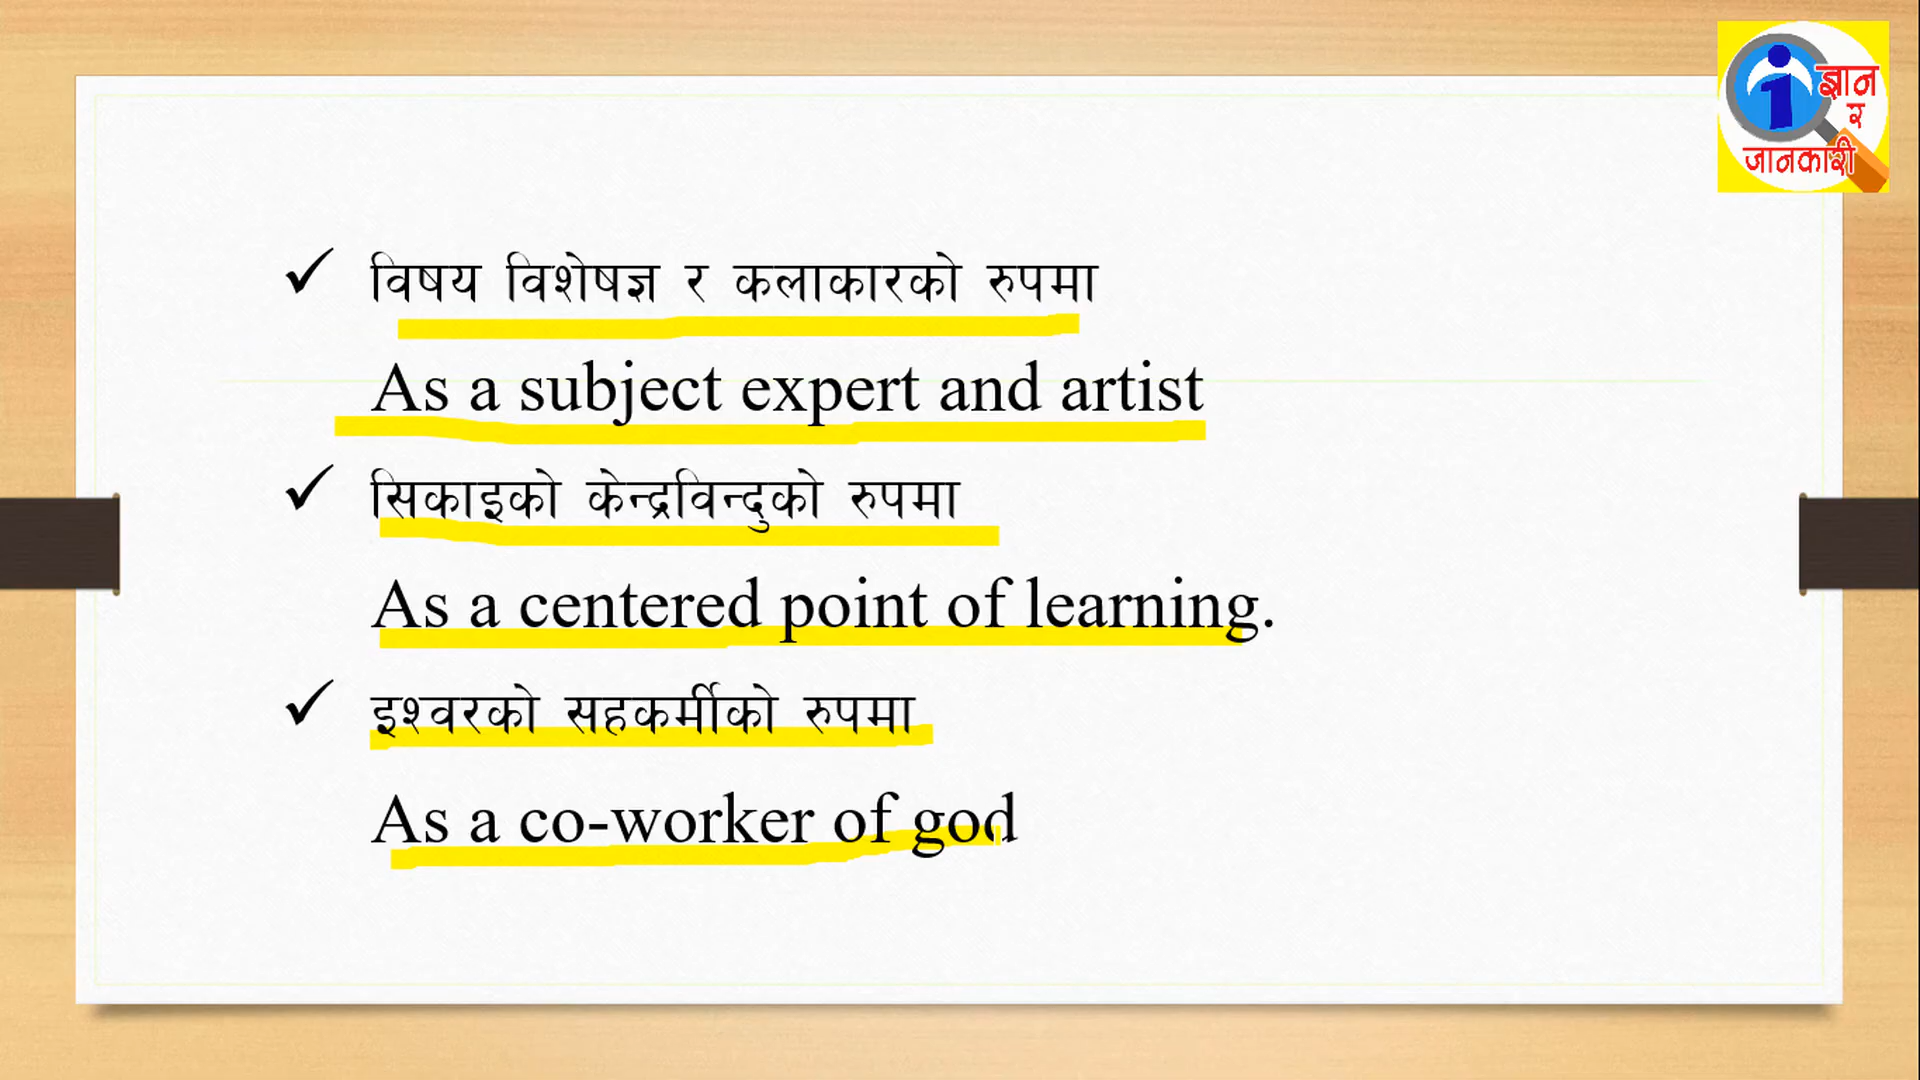 ज्ञान
र
जानकारी
✓ विषय विशेषज्ञ र कलाकारको रुपमा
As a subject expert and artist
✓ सिकाइको केन्द्रविन्दुको रुपमा
As a centered point of learning.
✓ इश्वरको सहकर्मीको रुपमा
As a co-worker of god